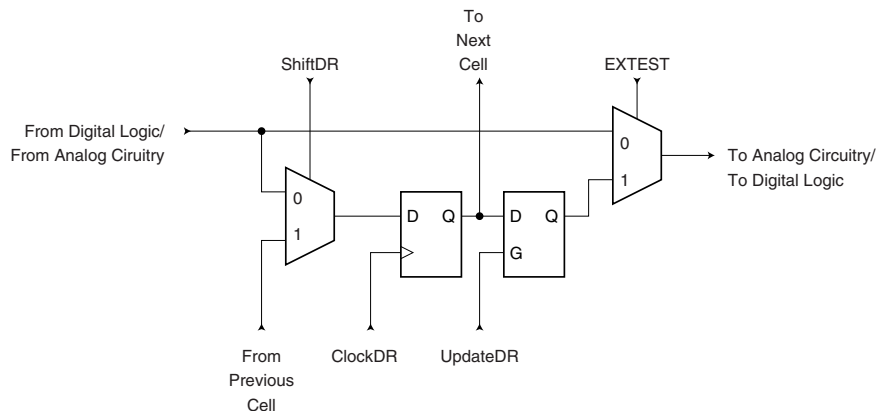 To
Next
Cell
ShiftDR
EXTEST
From Digital Logic/
From Analog Ciruitry
0
1
To Analog Circuitry/
To Digital Logic
0
1
D Q
D Q
G
From
Previous
Cell
ClockDR
UpdateDR